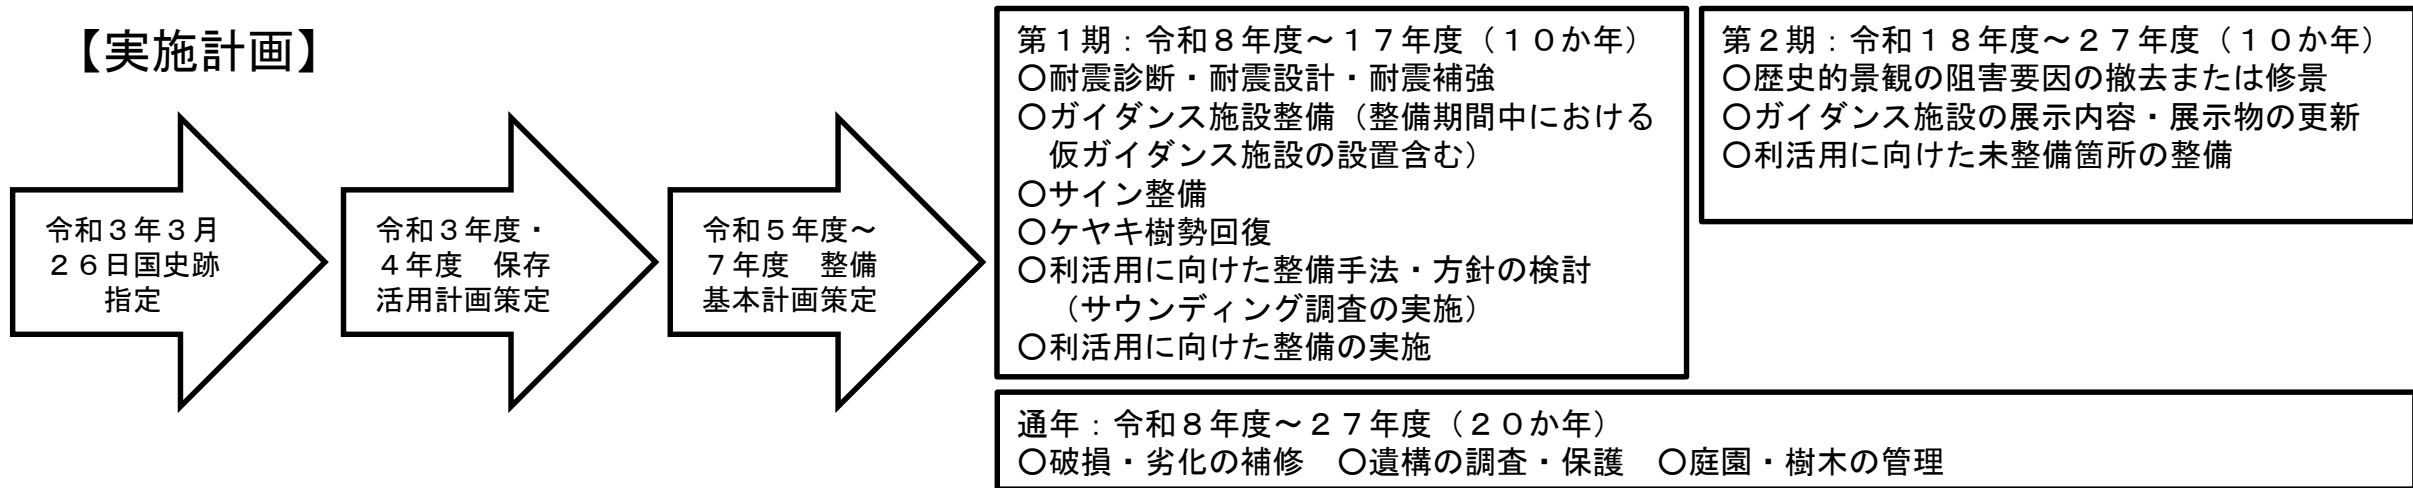 【実施計画】
令和３年３月
２６日国史跡
指定
令和３年度・
４年度　保存
活用計画策定
令和５年度～
７年度　整備
基本計画策定
第１期：令和８年度～１７年度（１０か年）
〇耐震診断・耐震設計・耐震補強
〇ガイダンス施設整備（整備期間中における
仮ガイダンス施設の設置含む）
〇サイン整備
〇ケヤキ樹勢回復
〇利活用に向けた整備手法・方針の検討
（サウンディング調査の実施）
〇利活用に向けた整備の実施
第２期：令和１８年度～２７年度（１０か年）
〇歴史的景観の阻害要因の撤去または修景
〇ガイダンス施設の展示内容・展示物の更新
〇利活用に向けた未整備箇所の整備
通年：令和８年度～２７年度（２０か年）
〇破損・劣化の補修　〇遺構の調査・保護　〇庭園・樹木の管理